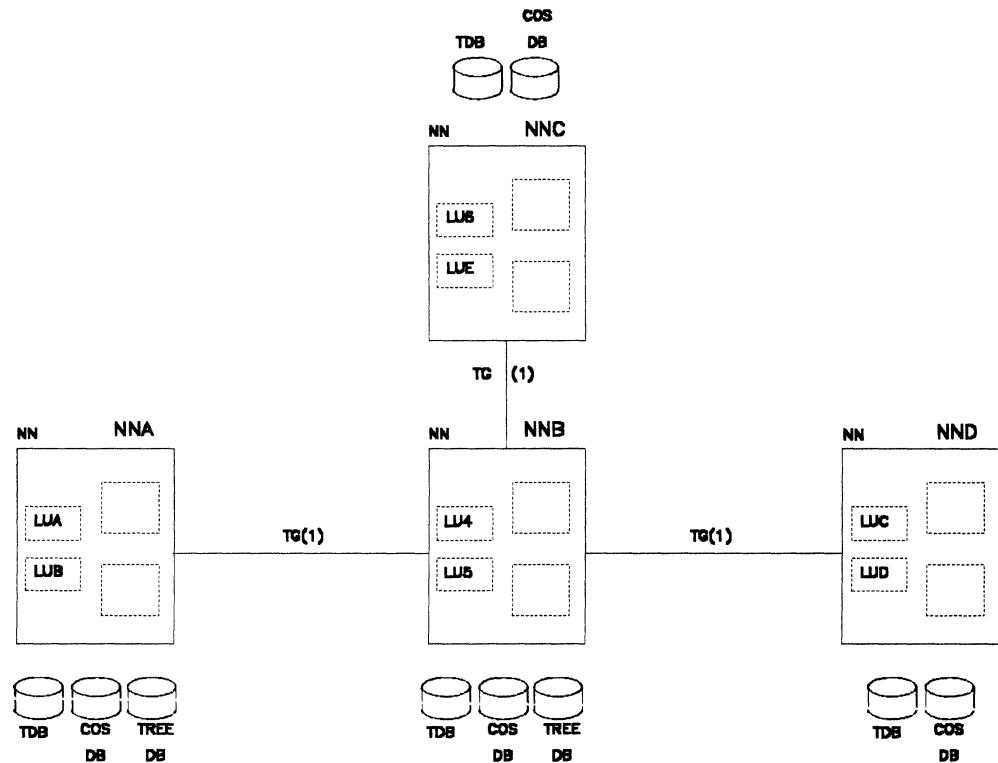 COS
TDB DB
NN NNC
LU6
LUE
TG (1)
NN NNA NN NNB NN NND
LUA TG(1) LU4 TG(1) LUC
LUB LU5 LUD
TDB COS TREE TDB COS TREE TDB COS
DB DB DB DB DB